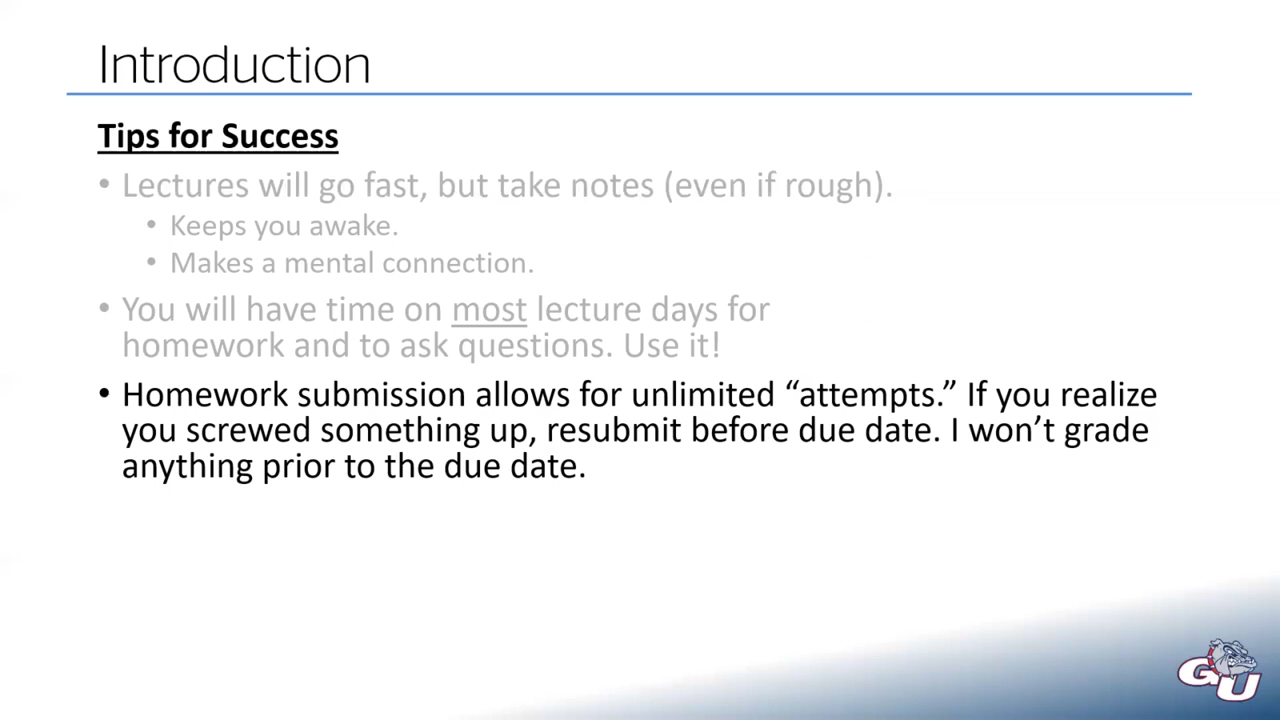 Introduction
Tips for Success
• Lectures will go fast, but take notes (even if rough).
• Keeps you awake.
• Makes a mental connection.
• You will have time on most lecture days for
homework and to ask questions. Use it!
• Homework submission allows for unlimited “attempts.” If you realize
you screwed something up, resubmit before due date. I won’t grade
anything prior to the due date.
GU